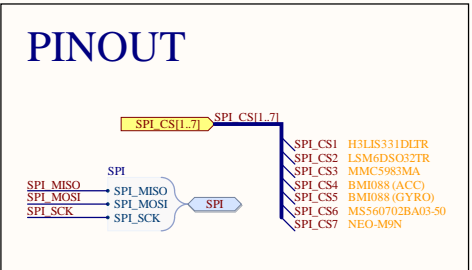 PINOUT
SPI_CS[1..7] SPI_CS[1..7]
SPI_CS1 H3LIS331DLTR
SPI_CS2 LSM6DSO32TR
SPI_CS3 MMC5983MA
SPI_CS4 BMI088 (ACC)
SPI_CS5 BMI088 (GYRO)
SPI_CS6 MS560702BA03-50
SPI_CS7 NEO-M9N
SPI
SPI_MISO SPI_MISO
SPI_MOSI SPI_MOSI SPI
SPI_SCK SPI_SCK